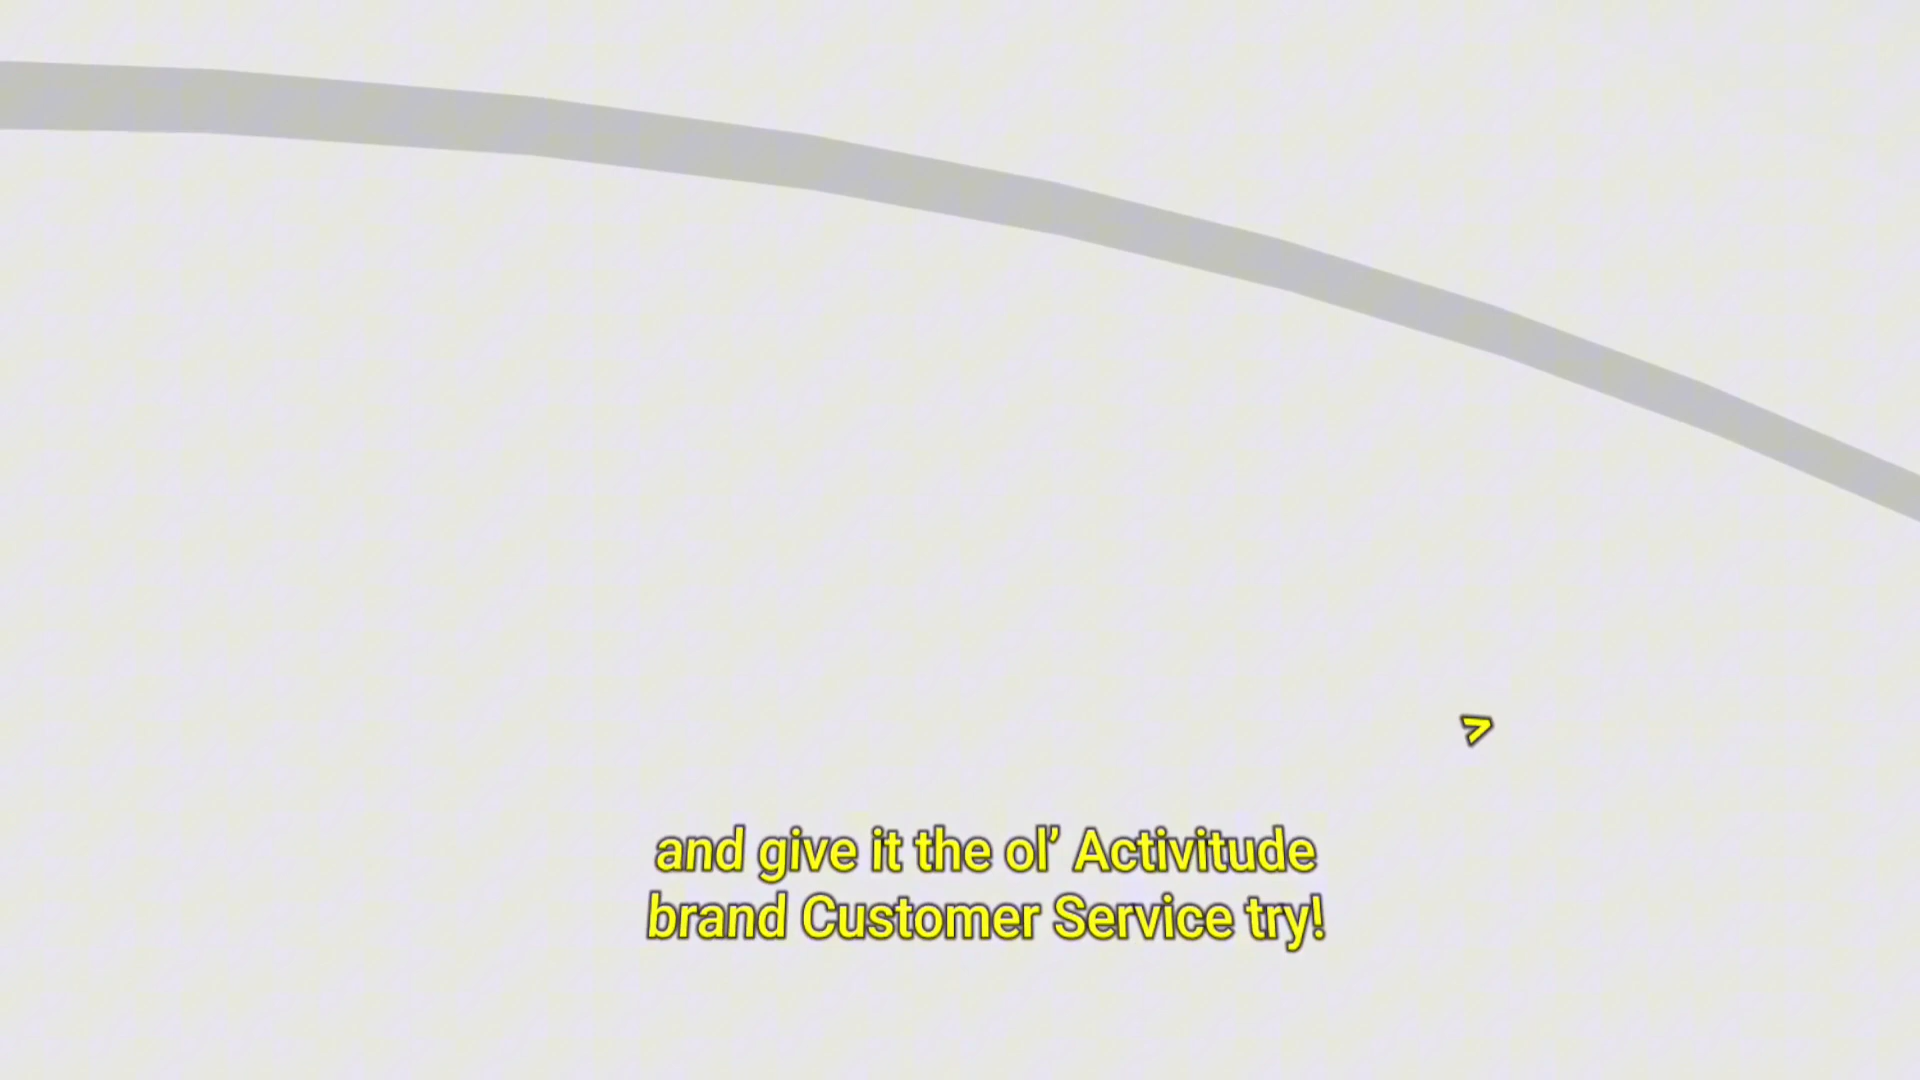 >
and give it the ol’ Activitude
brand Customer Service try!